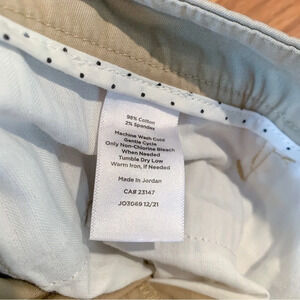 98% Cotton
2% Spandex
Machine Wash Cold
Gentle Cycle
Only Non-Chlorine Bleach
When Needed
Tumble Dry Low
Warm Iron, if Needed
Made in Jordan
CA# 23147
JO3069 12/21